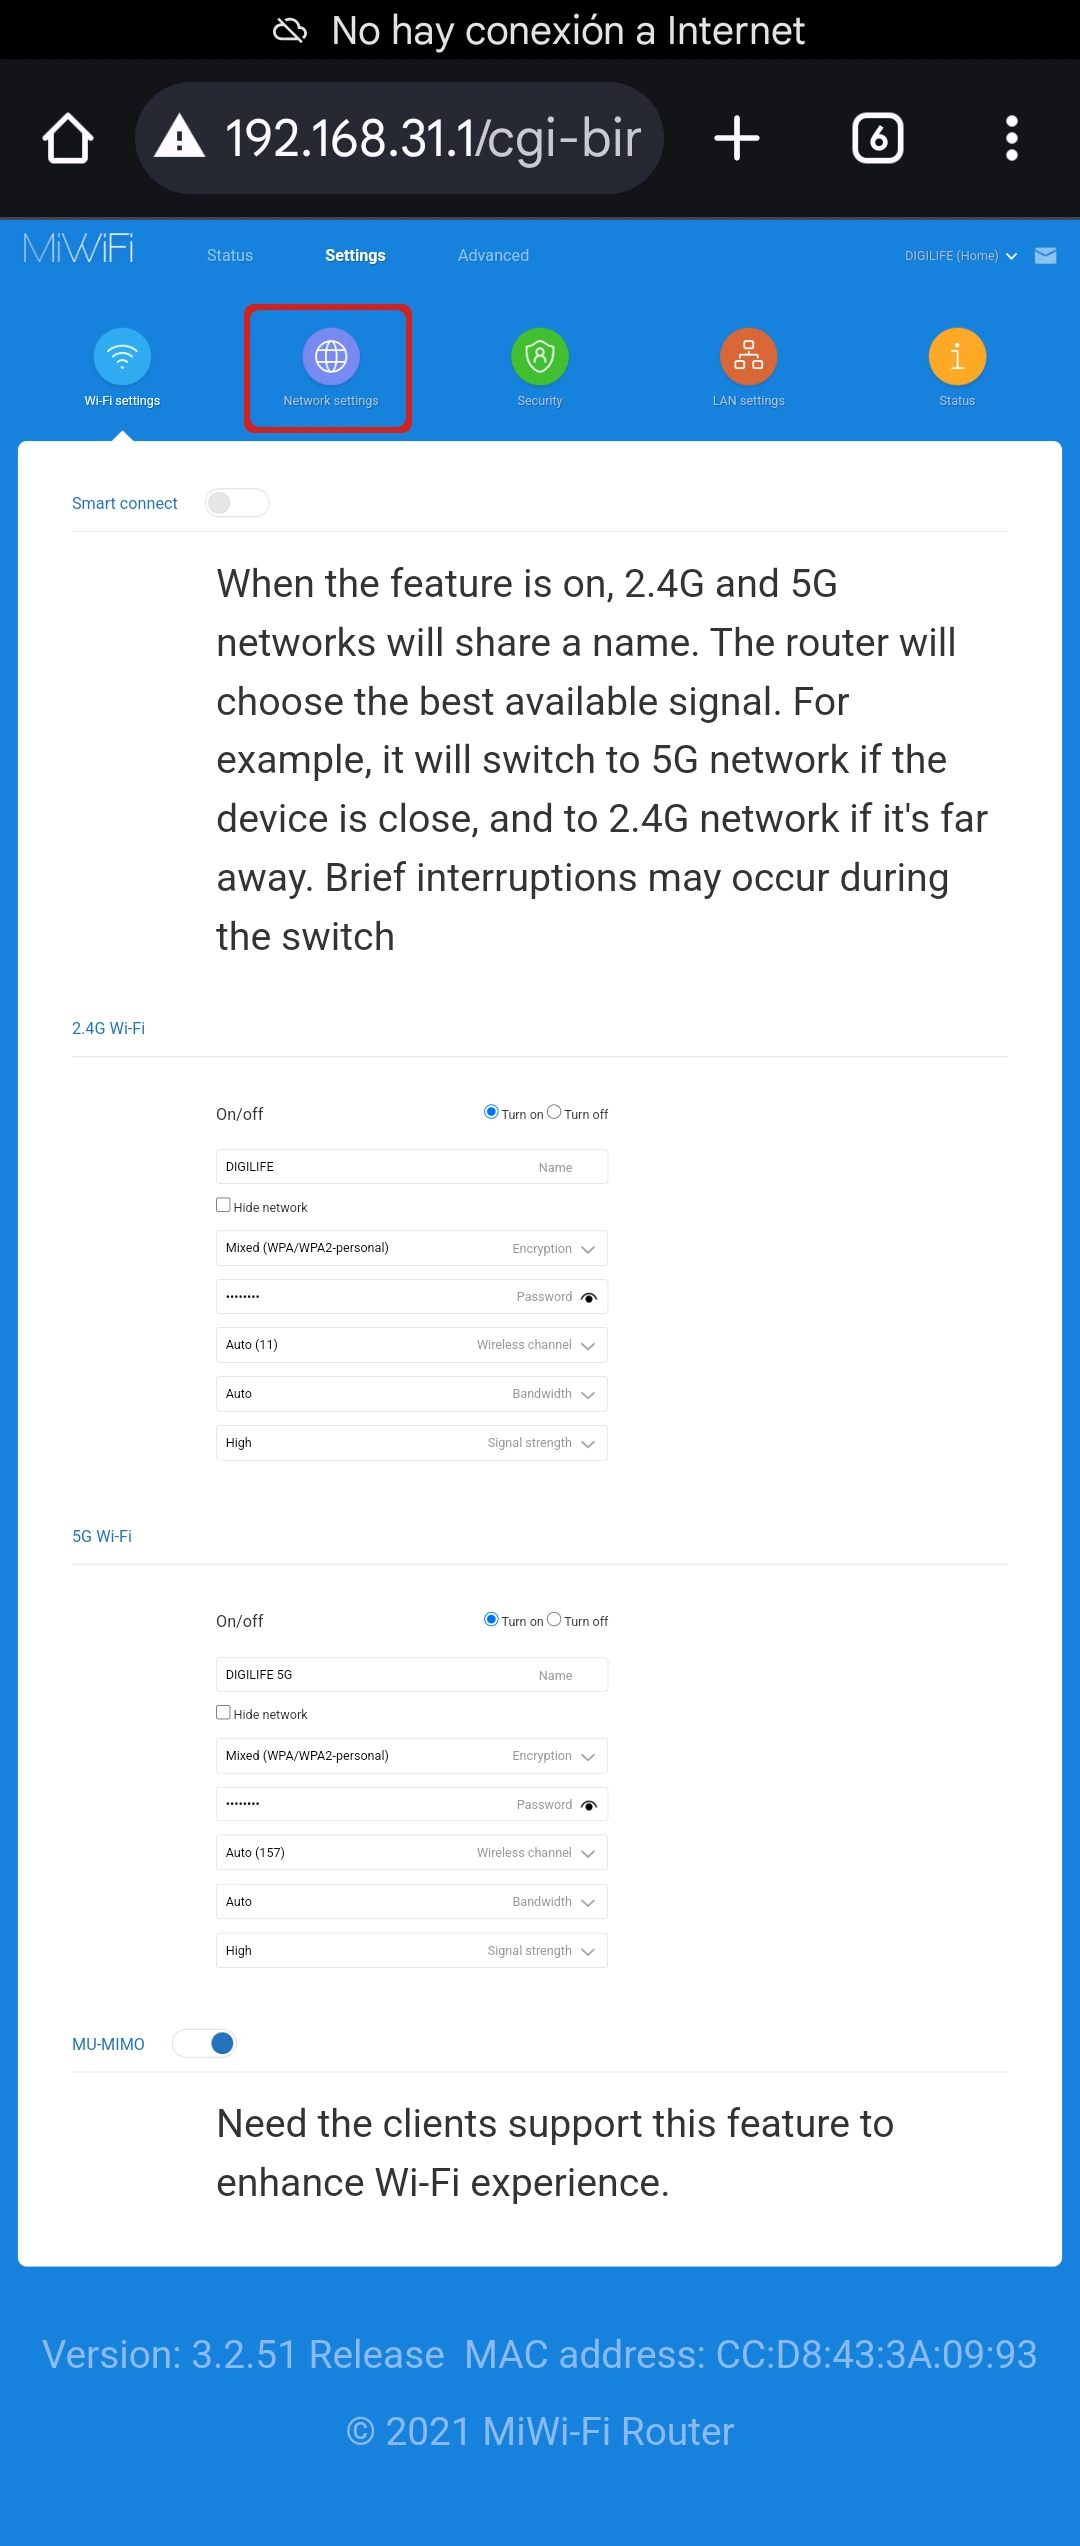 No hay conexión a Internet
192.168.31.1/cgi-bir
6
MiWiFi
Status
Settings
Advanced
DIGILIFE (Home)
Wi-Fi settings
Network settings
Security
LAN settings
Status
Smart connect
When the feature is on, 2.4G and 5G
networks will share a name. The router will
choose the best available signal. For
example, it will switch to 5G network if the
device is close, and to 2.4G network if it's far
away. Brief interruptions may occur during
the switch
2.4G Wi-Fi
On/off
Turn on
Turn off
DIGILIFE
Name
Hide network
Mixed (WPA/WPA2-personal)
Encryption
••••••••
Password
Auto (11)
Wireless channel
Auto
Bandwidth
High
Signal strength
5G Wi-Fi
On/off
Turn on
Turn off
DIGILIFE 5G
Name
Hide network
Mixed (WPA/WPA2-personal)
Encryption
••••••••
Password
Auto (157)
Wireless channel
Auto
Bandwidth
High
Signal strength
MU-MIMO
Need the clients support this feature to
enhance Wi-Fi experience.
Version: 3.2.51 Release MAC address: CC:D8:43:3A:09:93
© 2021 MiWi-Fi Router